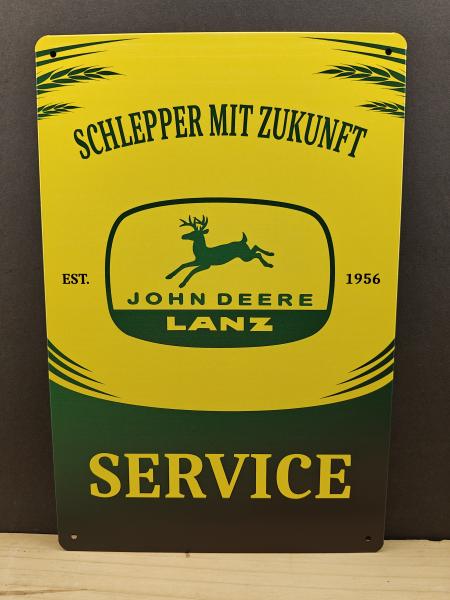 SCHLEPPER MIT ZUKUNFT
EST. 1956
JOHN DEERE
LANZ
SERVICE